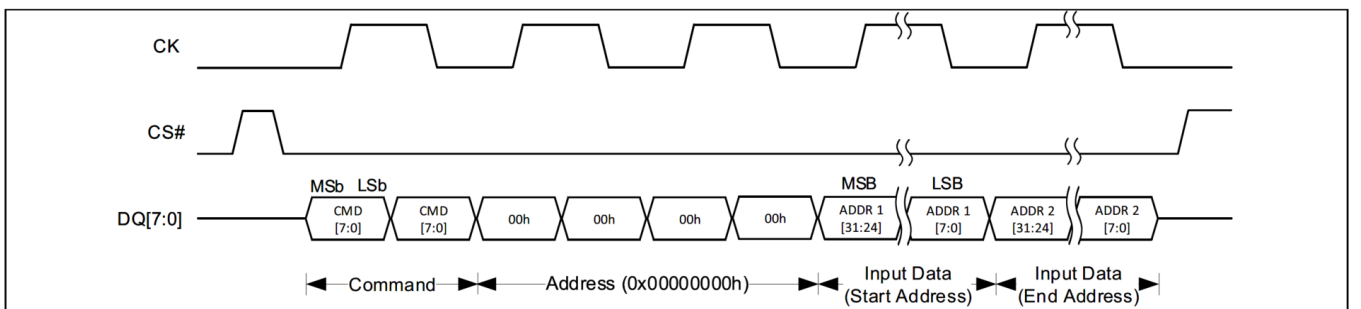 CK
CS#
MSb LSb MSB LSB
DQ[7:0]
CMD [7:0]
CMD [7:0]
00h
00h
00h
00h
ADDR 1 [31:24]
ADDR 1 [7:0]
ADDR 2 [31:24]
ADDR 2 [7:0]
Command
Address (0x00000000h)
Input Data
(Start Address)
Input Data
(End Address)